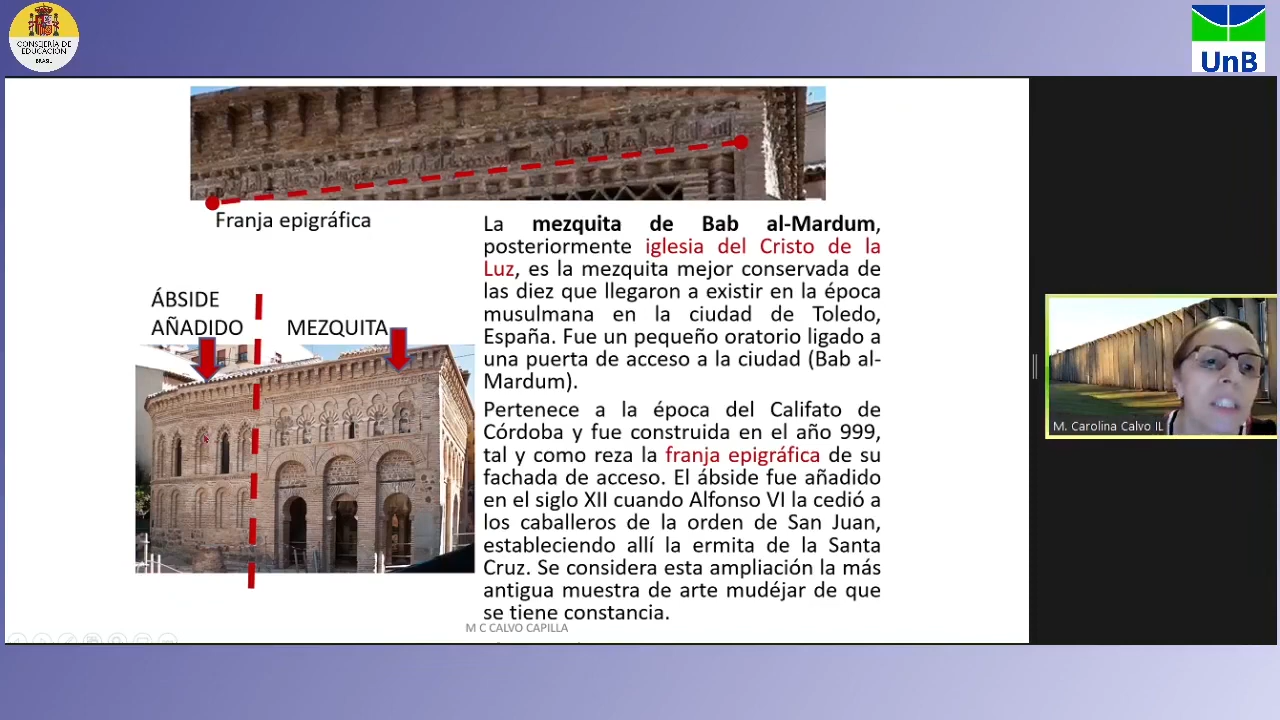 CONSEJERÍA DE
EDUCACIÓN
BRASIL
UnB
Franja epigráfica
ÁBSIDE
AÑADIDO
MEZQUITA
La mezquita de Bab al-Mardum,
posteriormente iglesia del Cristo de la
Luz, es la mezquita mejor conservada de
las diez que llegaron a existir en la época
musulmana en la ciudad de Toledo,
España. Fue un pequeño oratorio ligado a
una puerta de acceso a la ciudad (Bab al-
Mardum).
Pertenece a la época del Califato de
Córdoba y fue construida en el año 999,
tal y como reza la franja epigráfica de su
fachada de acceso. El ábside fue añadido
en el siglo XII cuando Alfonso VI la cedió a
los caballeros de la orden de San Juan,
estableciendo allí la ermita de la Santa
Cruz. Se considera esta ampliación la más
antigua muestra de arte mudéjar de que
se tiene constancia.
M C CALVO CAPILLA
M. Carolina Calvo IL